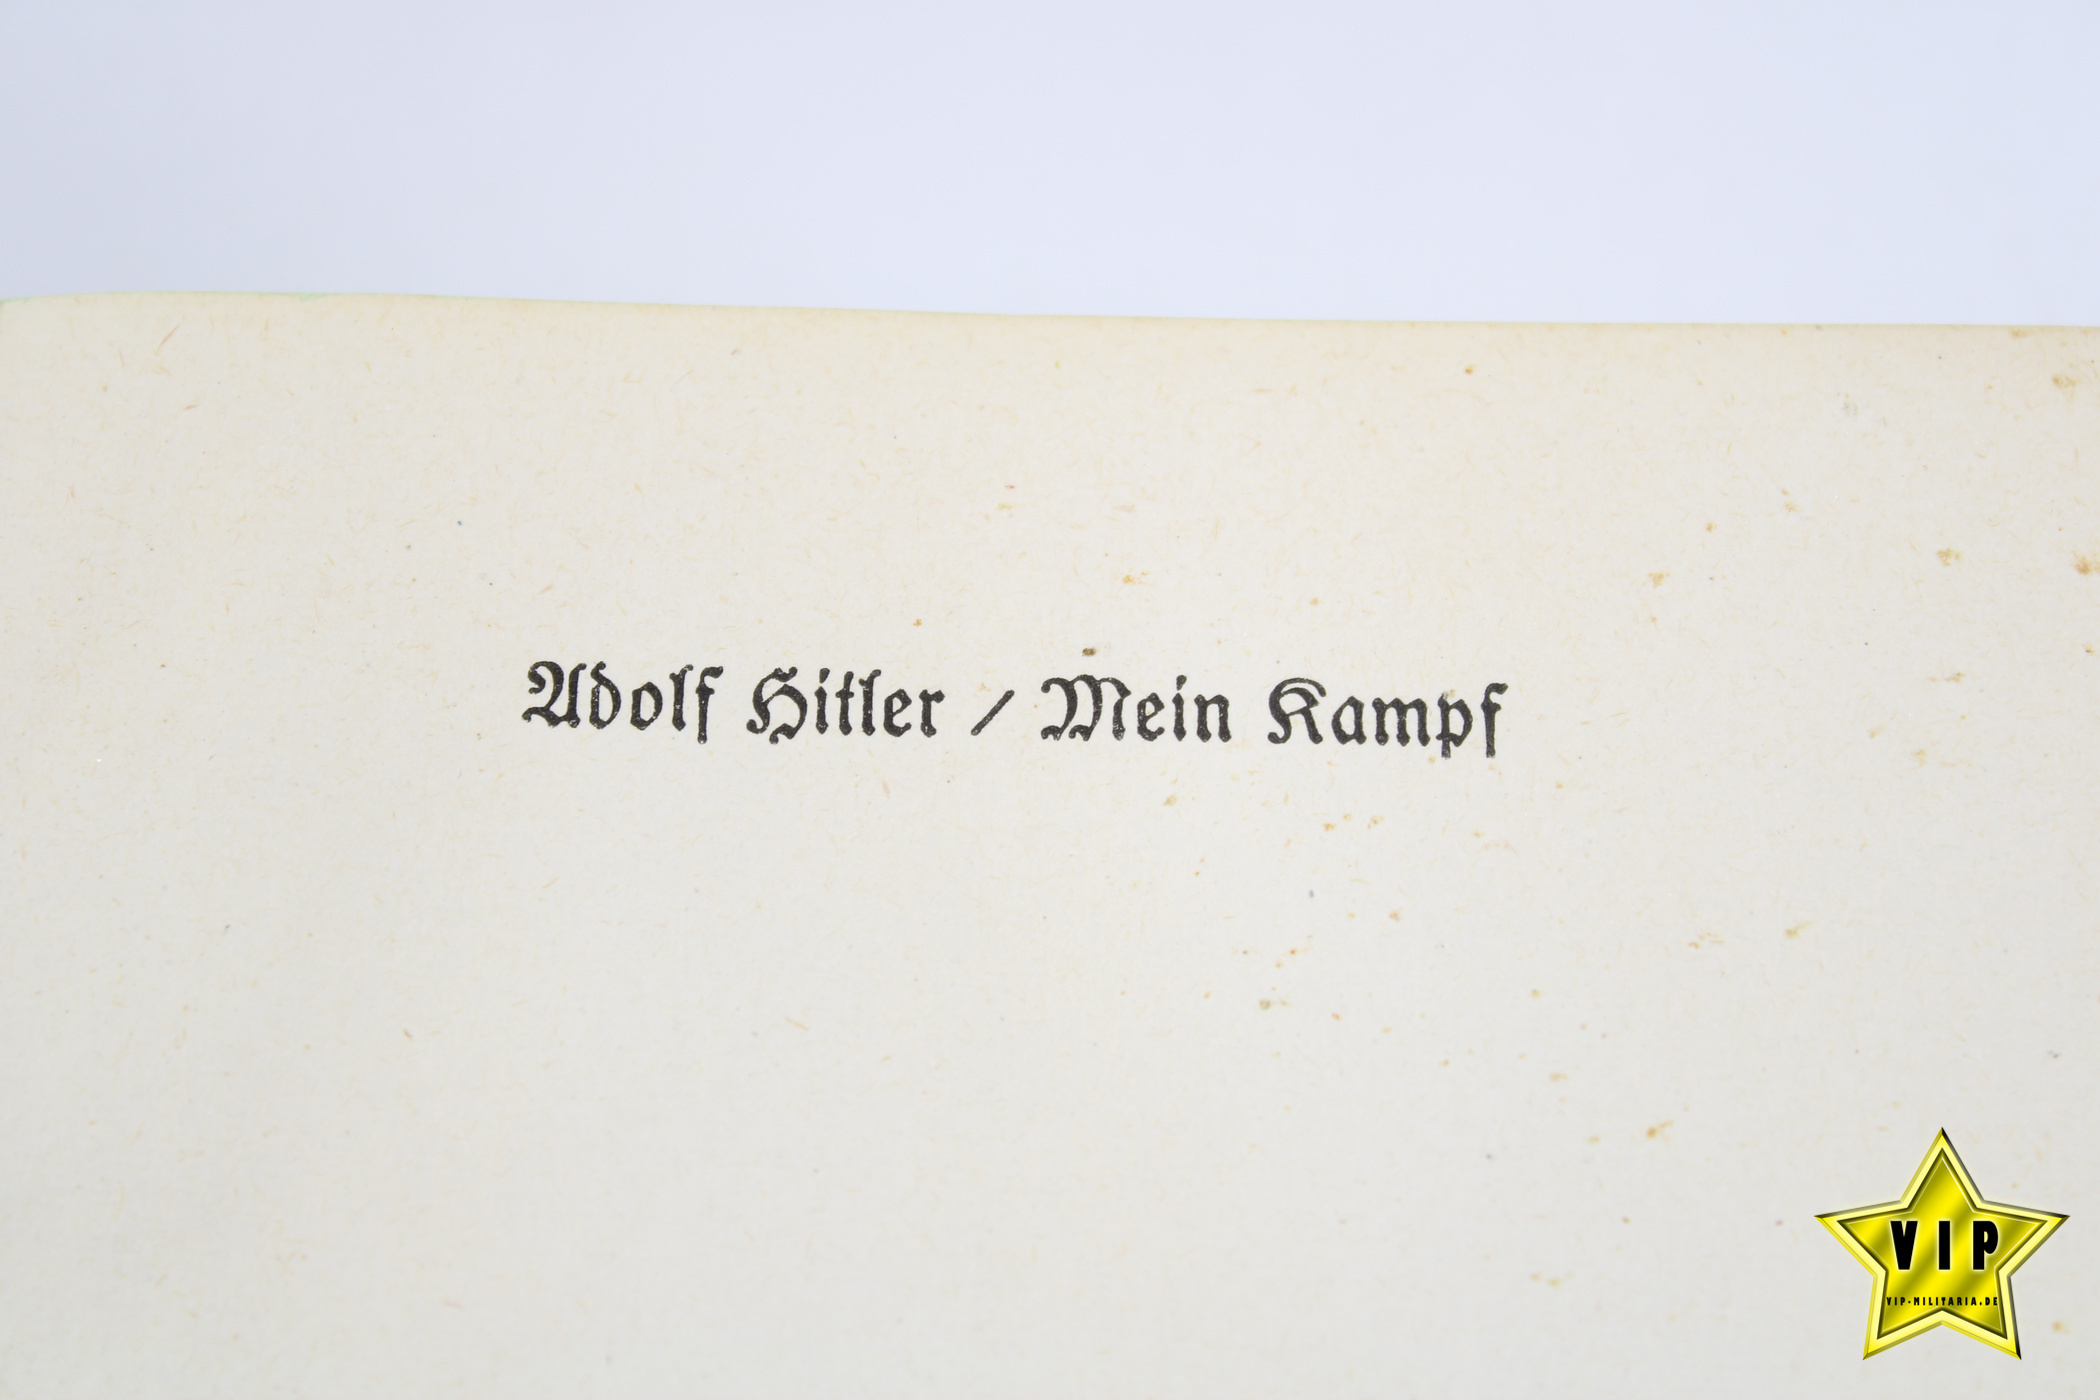 Adolf Hitler / Mein Kampf
VIP
VIP-MILITARIA.DE